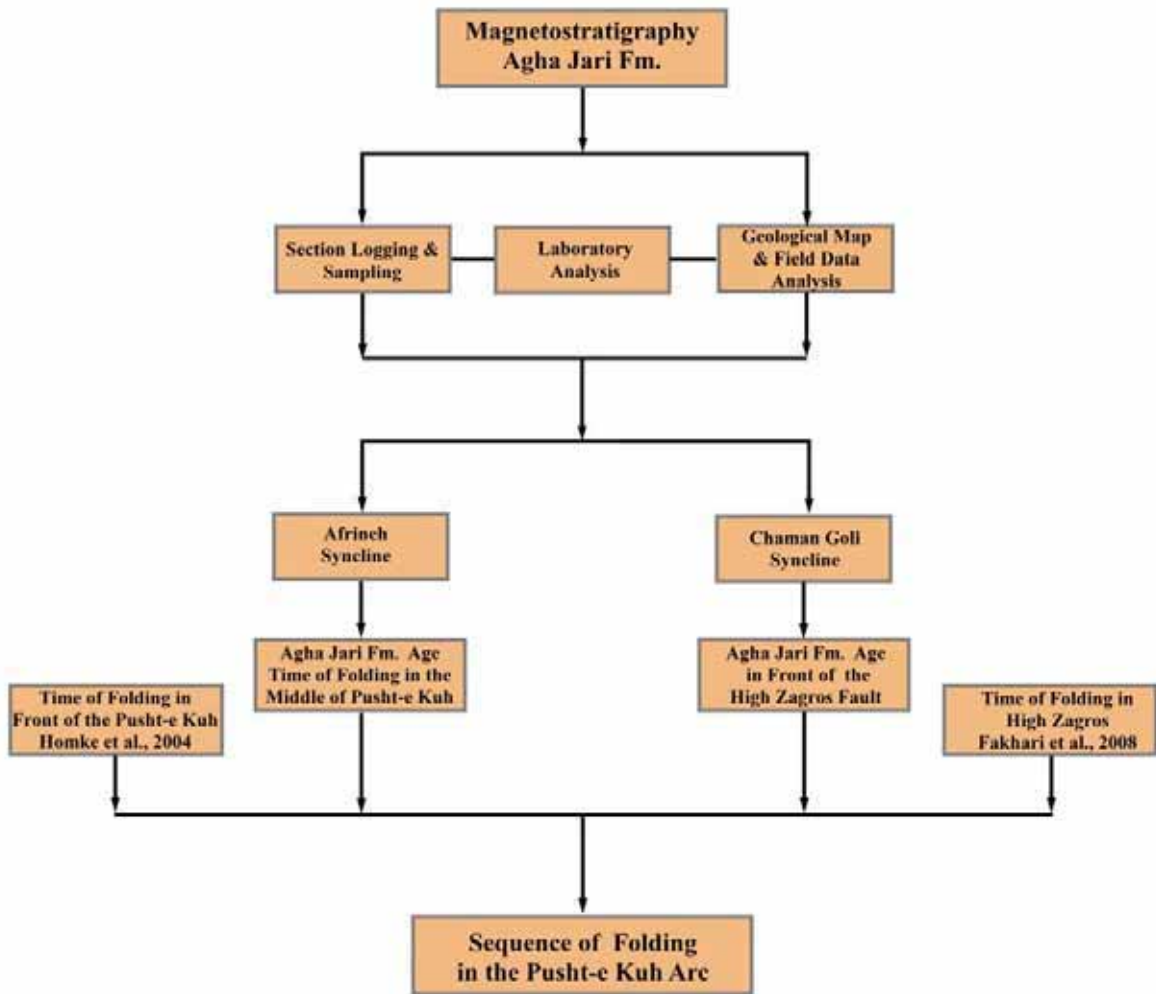 Magnetostratigraphy
Agha Jari Fm.
Section Logging &
Sampling
Laboratory
Analysis
Geological Map
& Field Data
Analysis
Afrineh
Syncline
Chaman Goli
Syncline
Agha Jari Fm. Age
Time of Folding in the
Middle of Pusht-e Kuh
Agha Jari Fm. Age
in Front of the
High Zagros Fault
Time of Folding in
Front of the Pusht-e Kuh
Homke et al., 2004
Time of Folding in
High Zagros
Fakhari et al., 2008
Sequence of Folding
in the Pusht-e Kuh Arc